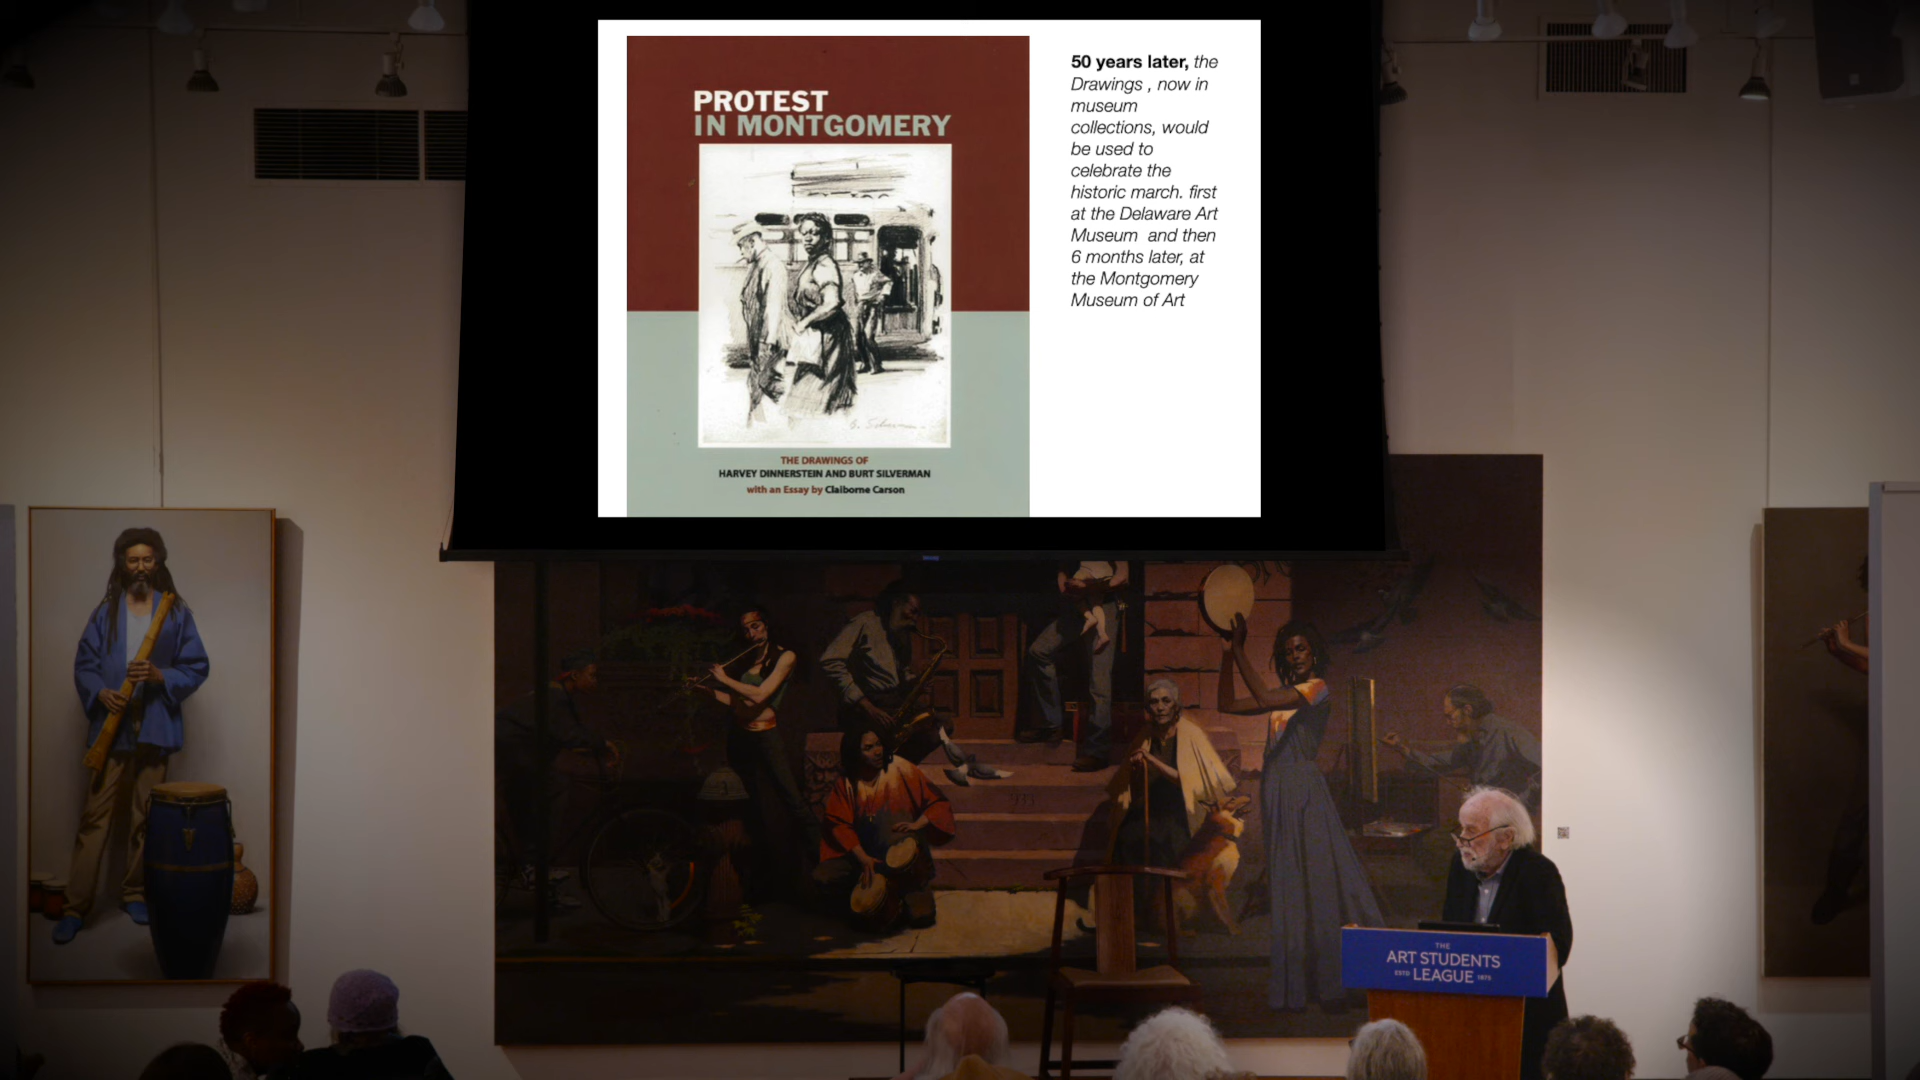 PROTEST
IN MONTGOMERY
THE DRAWINGS OF
HARVEY DINNERSTEIN AND BURT SILVERMAN
with an Essay by Claiborne Carson
50 years later, the
Drawings , now in
museum
collections, would
be used to
celebrate the
historic march. first
at the Delaware Art
Museum and then
6 months later, at
the Montgomery
Museum of Art
THE
ART STUDENTS
ESTD LEAGUE 1875